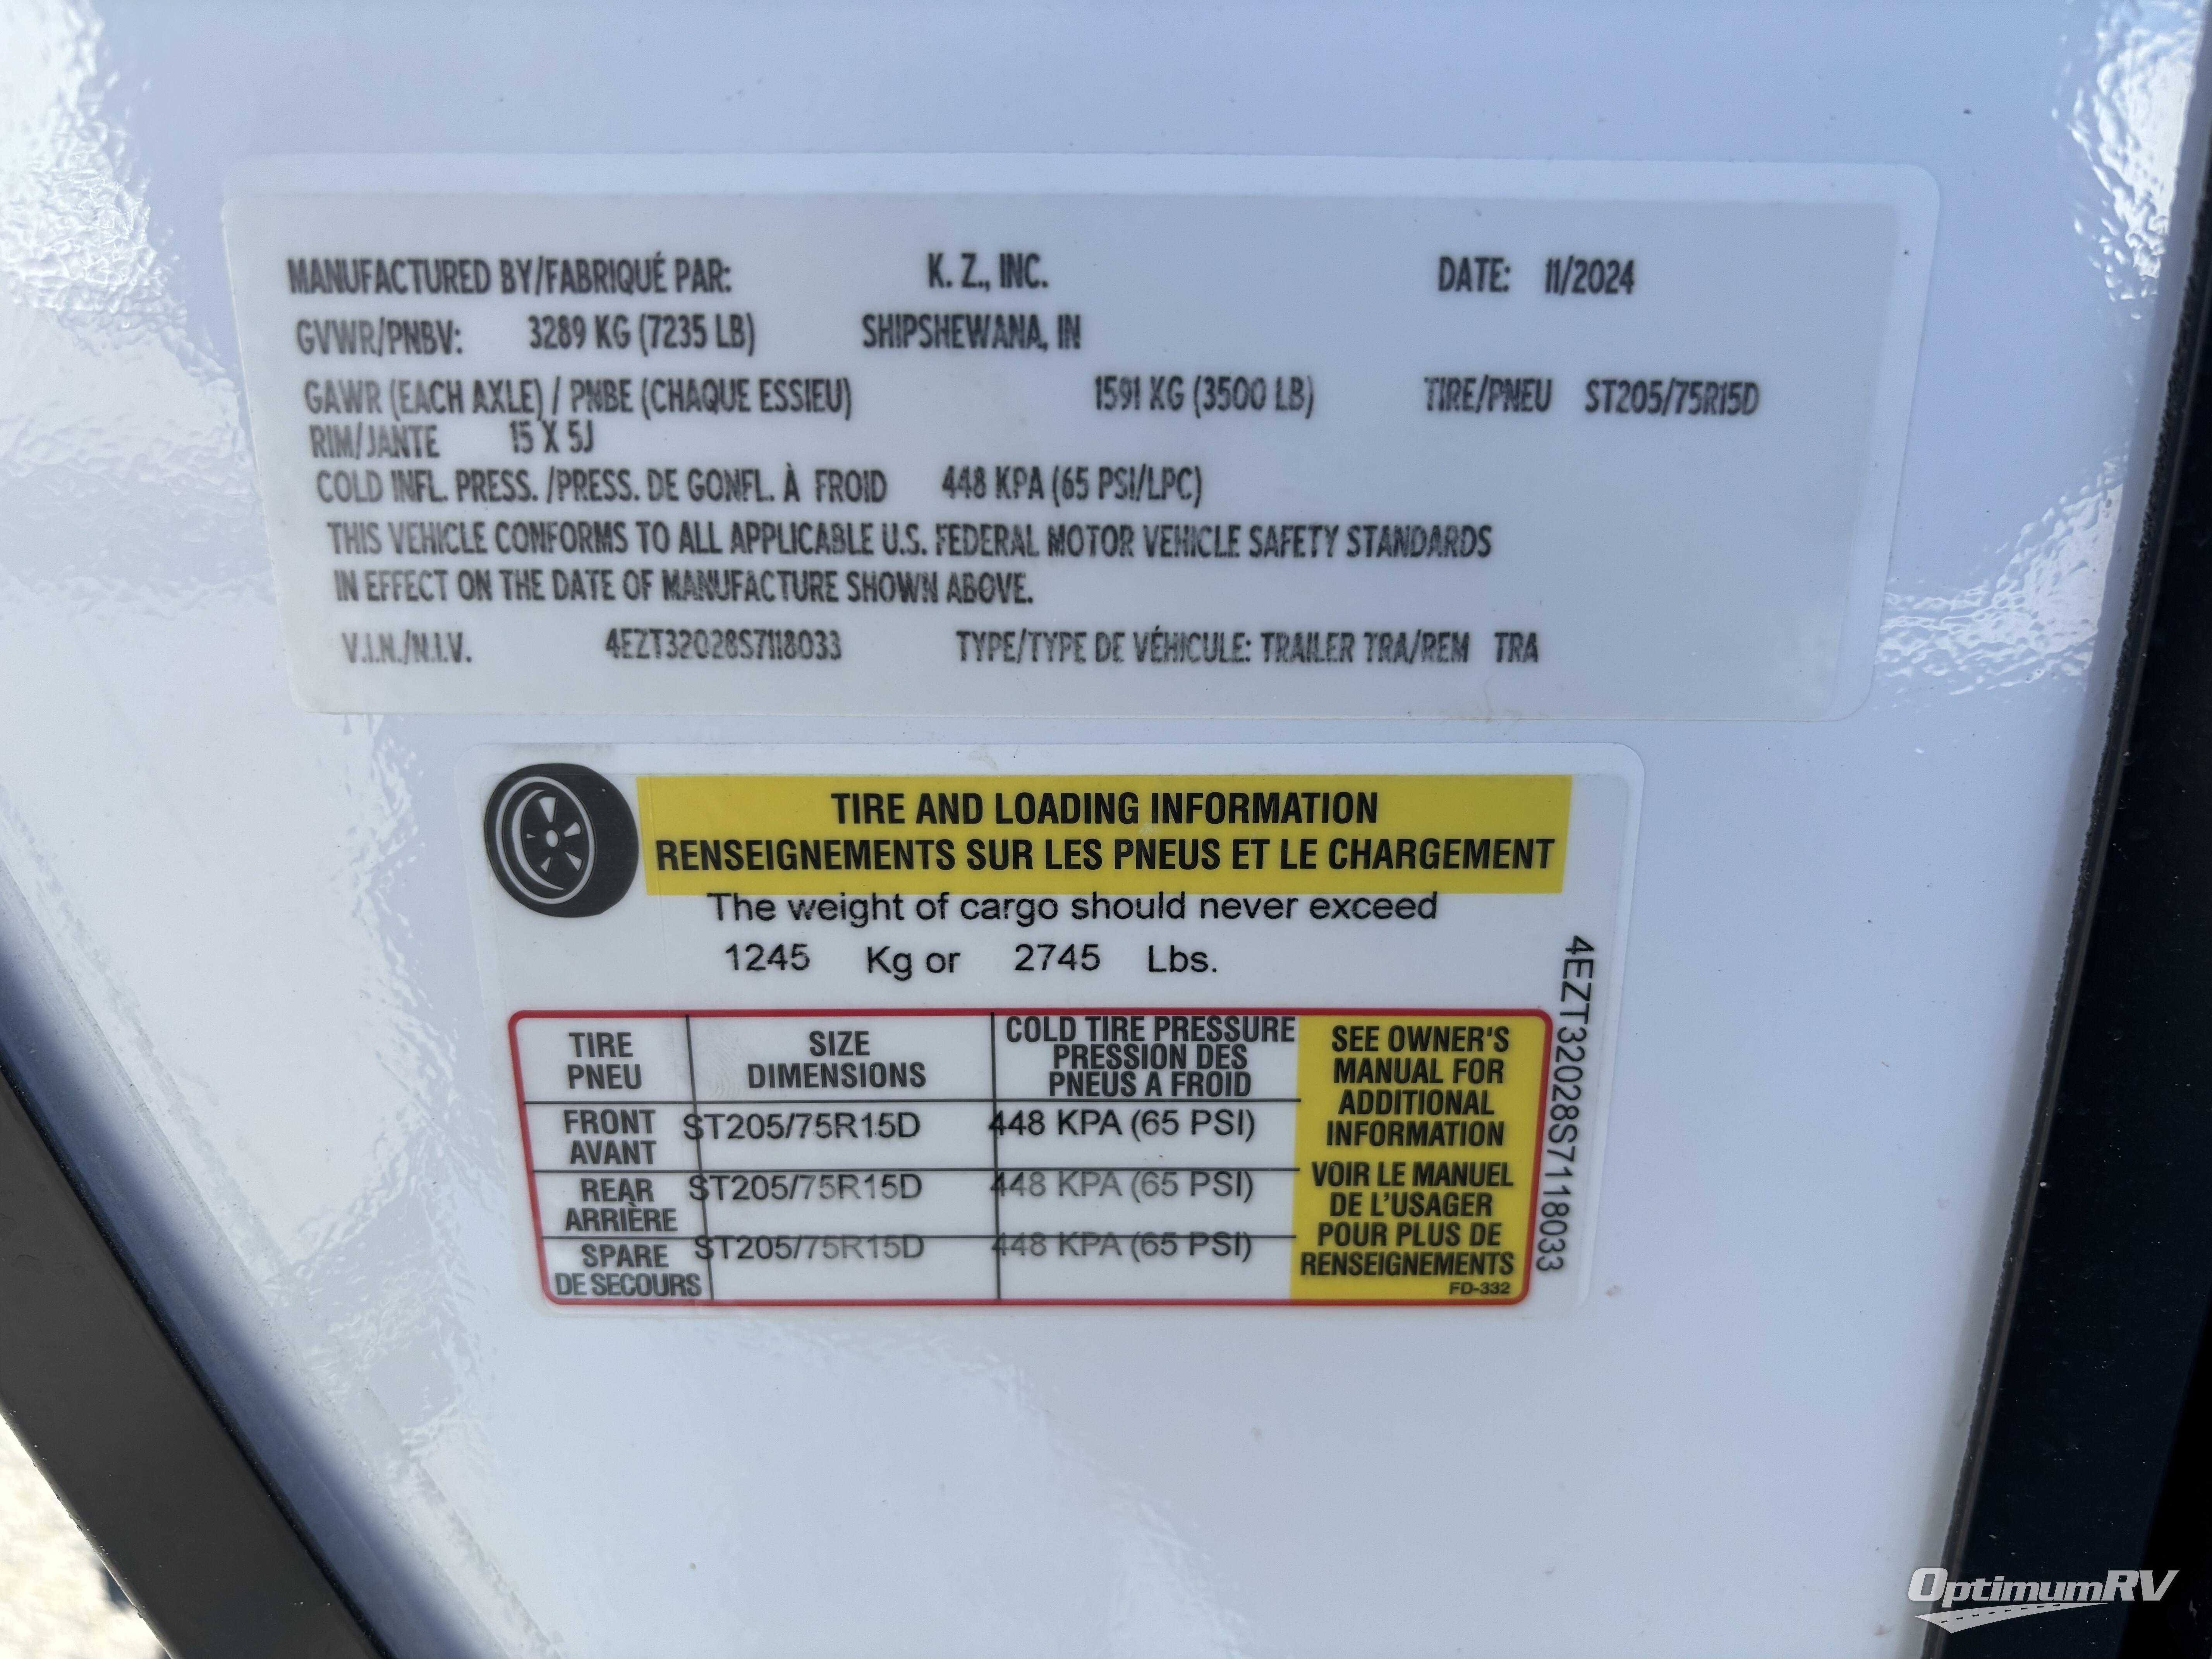 MANUFACTURED BY/FABRIQUÉ PAR: K. Z., INC. DATE: 11/2024
GVWR/PNBV: 3289 KG (7235 LB) SHIPSHEWANA, IN
GAWR (EACH AXLE) / PNBE (CHAQUE ESSIEU) 1591 KG (3500 LB) TIRE/PNEU ST205/75R15D
RIM/JANTE 15 X 5J
COLD INFL. PRESS. /PRESS. DE GONFL. À FROID 448 KPA (65 PSI/LPC)
THIS VEHICLE CONFORMS TO ALL APPLICABLE U.S. FEDERAL MOTOR VEHICLE SAFETY STANDARDS
IN EFFECT ON THE DATE OF MANUFACTURE SHOWN ABOVE.
V.I.N./N.I.V. 4EZT32028S7118033 TYPE/TYPE DE VÉHICULE: TRAILER TRA/REM TRA
TIRE AND LOADING INFORMATION
RENSEIGNEMENTS SUR LES PNEUS ET LE CHARGEMENT
The weight of cargo should never exceed
1245 Kg or 2745 Lbs.
TIRE
PNEU
SIZE
DIMENSIONS
COLD TIRE PRESSURE
PRESSION DES
PNEUS A FROID
FRONT
AVANT
ST205/75R15D
448 KPA (65 PSI)
REAR
ARRIÈRE
ST205/75R15D
448 KPA (65 PSI)
SPARE
DE SECOURS
ST205/75R15D
448 KPA (65 PSI)
SEE OWNER'S
MANUAL FOR
ADDITIONAL
INFORMATION
VOIR LE MANUEL
DE L'USAGER
POUR PLUS DE
RENSEIGNEMENTS
FD-332
4EZT32028S7118033
OptimumRV